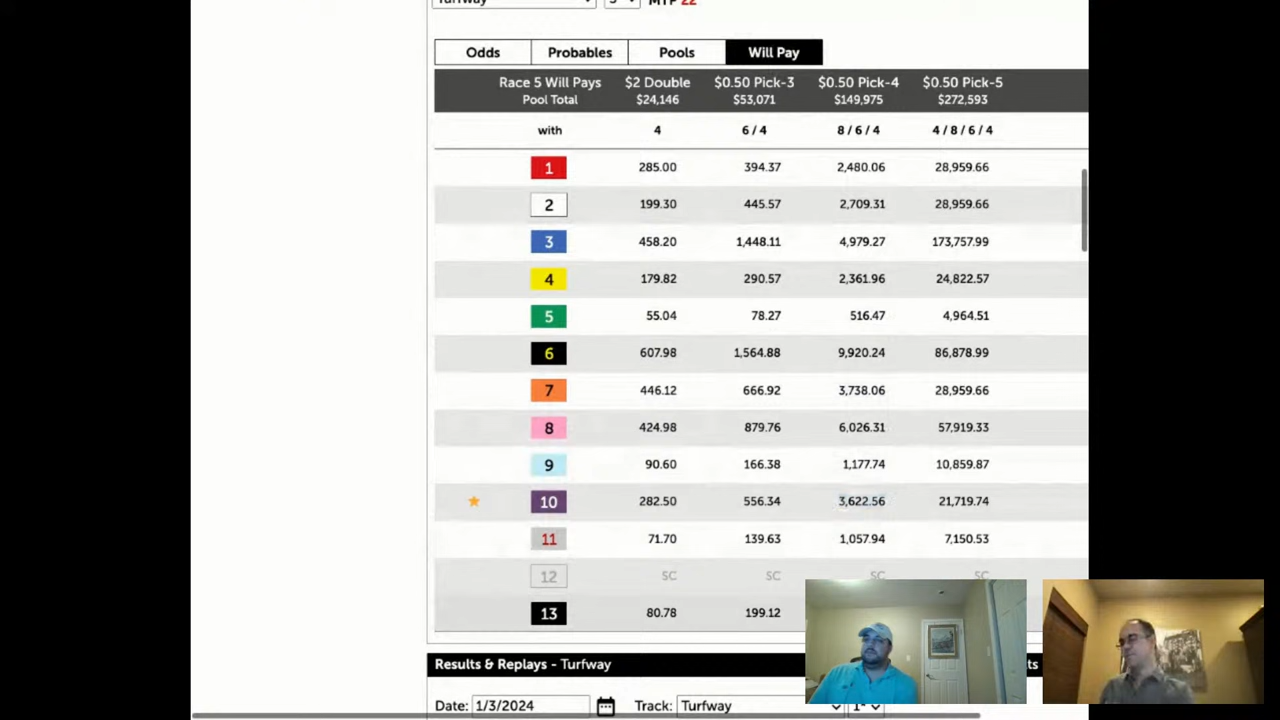 Turfway 5 MTP 22
Odds Probables Pools Will Pay
Race 5 Will Pays $2 Double $0.50 Pick-3 $0.50 Pick-4 $0.50 Pick-5
Pool Total $24,146 $53,071 $149,975 $272,593
with 4 6 / 4 8 / 6 / 4 4 / 8 / 6 / 4
1 285.00 394.37 2,480.06 28,959.66
2 199.30 445.57 2,709.31 28,959.66
3 458.20 1,448.11 4,979.27 173,757.99
4 179.82 290.57 2,361.96 24,822.57
5 55.04 78.27 516.47 4,964.51
6 607.98 1,564.88 9,920.24 86,878.99
7 446.12 666.92 3,738.06 28,959.66
8 424.98 879.76 6,026.31 57,919.33
9 90.60 166.38 1,177.74 10,859.87
10 282.50 556.34 3,622.56 21,719.74
11 71.70 139.63 1,057.94 7,150.53
12 SC SC SC SC
13 80.78 199.12
Results & Replays - Turfway
Date: 1/3/2024 Track: Turfway